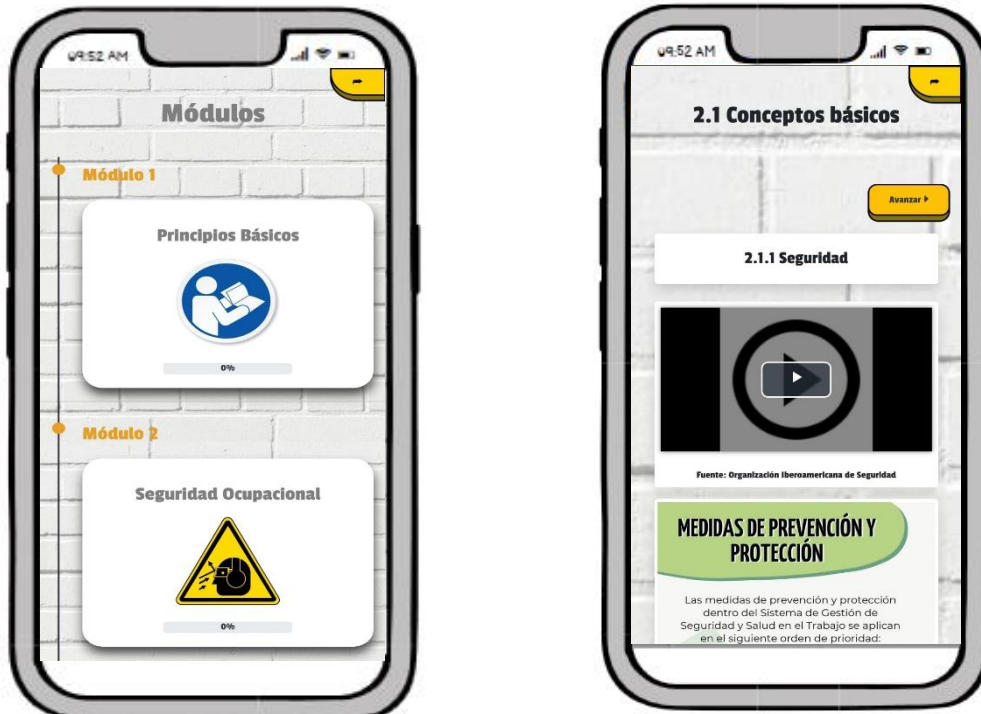 09:52 AM
Módulos
Módulo 1
Principios Básicos
0%
Módulo 2
Seguridad Ocupacional
0%
09:52 AM
2.1 Conceptos básicos
Avanzar
2.1.1 Seguridad
Fuente: Organización Iberoamericana de Seguridad
MEDIDAS DE PREVENCIÓN Y
PROTECCIÓN
Las medidas de prevención y protección
dentro del Sistema de Gestión de
Seguridad y Salud en el Trabajo se aplican
en el siguiente orden de prioridad: